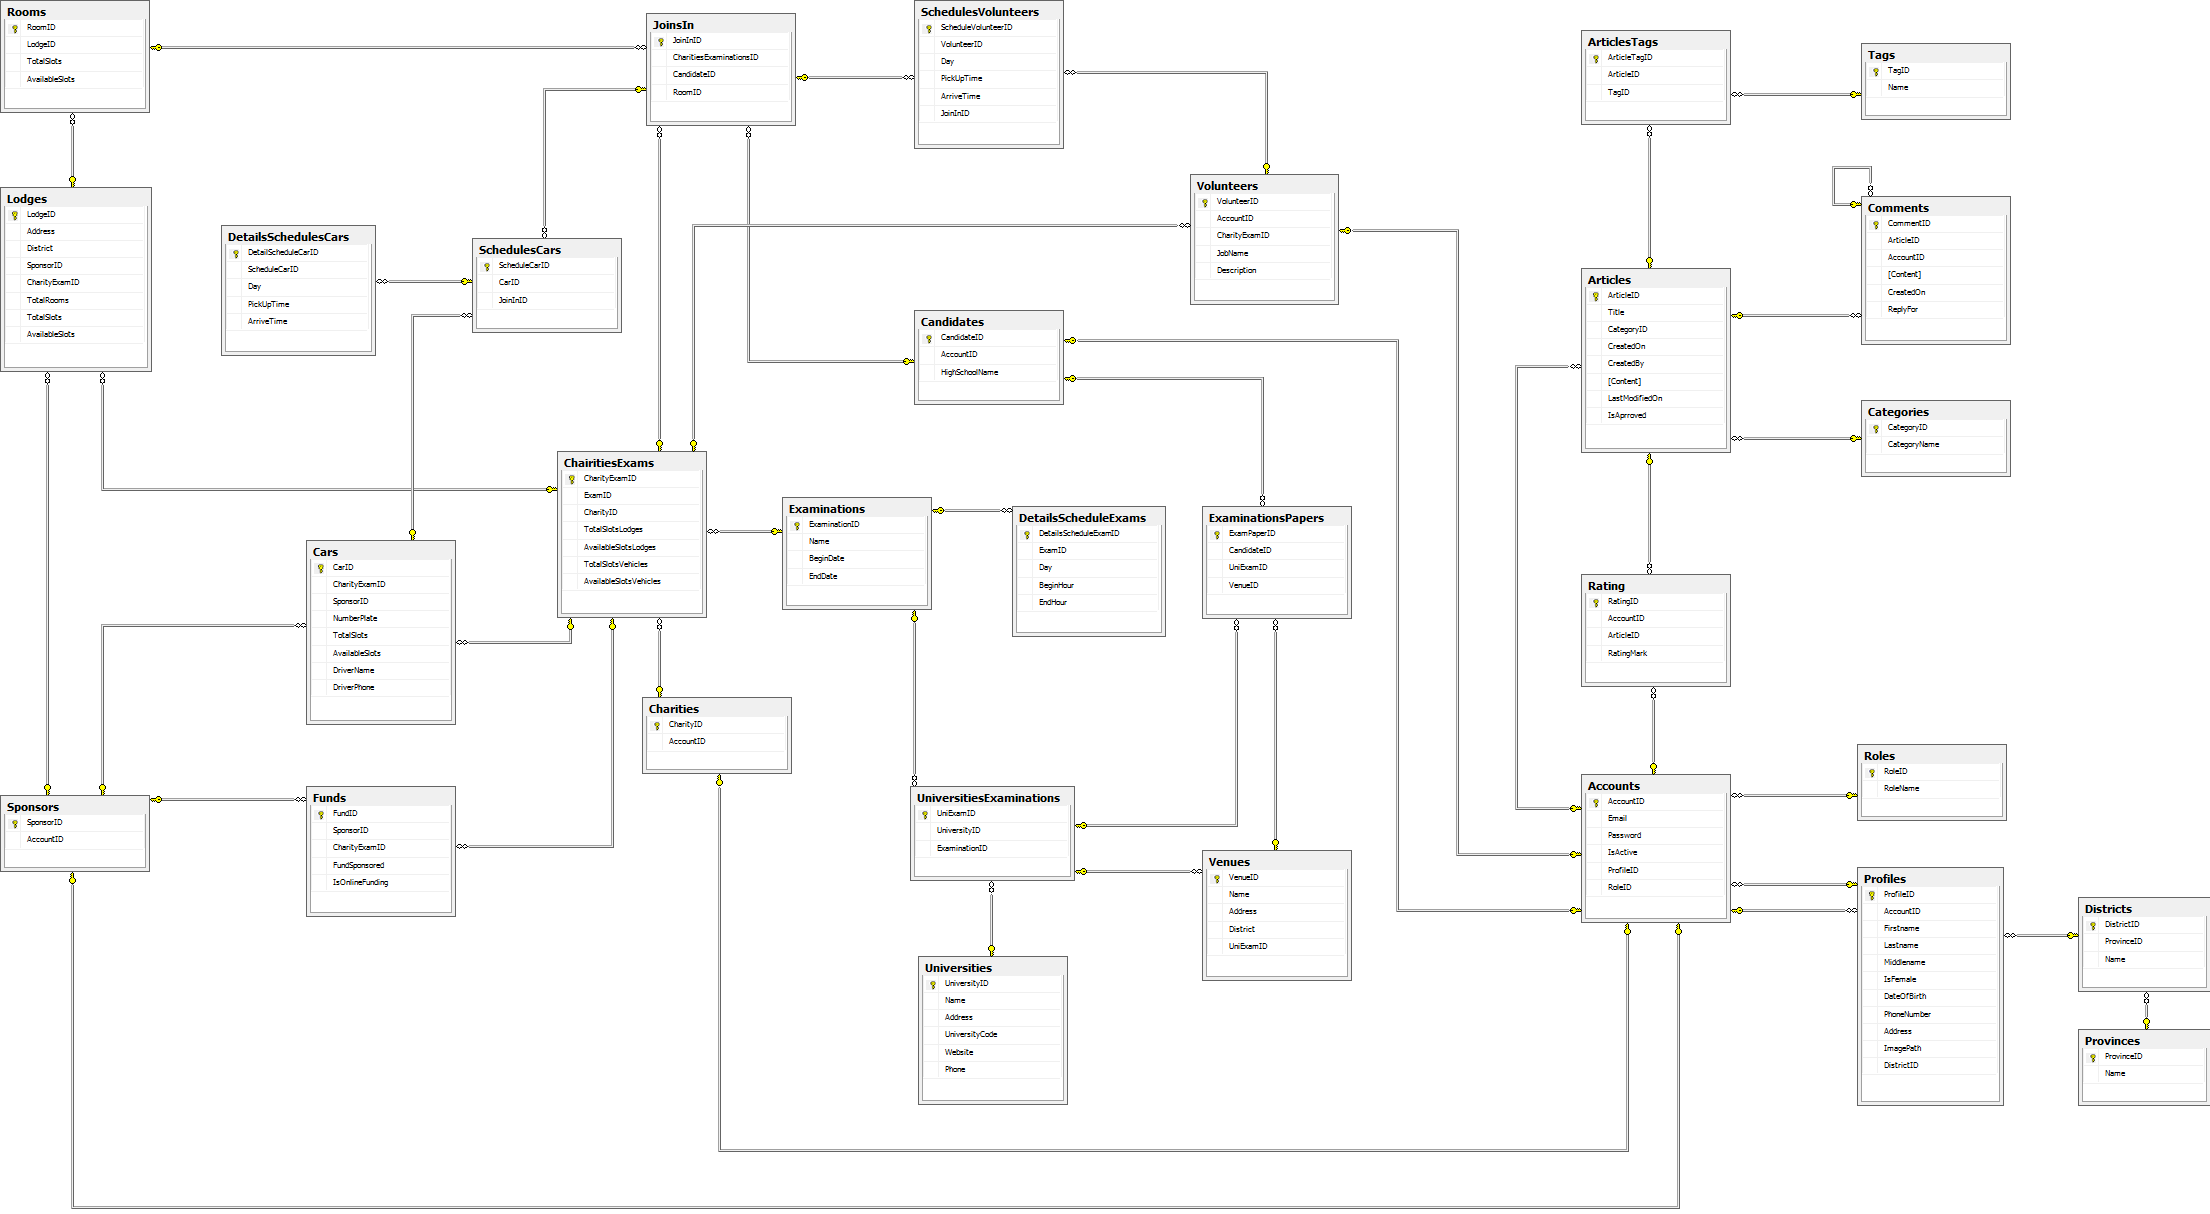 Rooms
RoomID
LodgeID
TotalSlots
AvailableSlots
JoinsIn
JoinInID
CharitiesExaminationsID
CandidateID
RoomID
SchedulesVolunteers
ScheduleVolunteerID
VolunteerID
Day
PickUpTime
ArriveTime
JoinInID
ArticlesTags
ArticleTagID
ArticleID
TagID
Tags
TagID
Name
Lodges
LodgeID
Address
District
SponsorID
CharityExamID
TotalRooms
TotalSlots
AvailableSlots
DetailsSchedulesCars
DetailScheduleCarID
ScheduleCarID
Day
PickUpTime
ArriveTime
SchedulesCars
ScheduleCarID
CarID
JoinInID
Volunteers
VolunteerID
AccountID
CharityExamID
JobName
Description
Comments
CommentID
ArticleID
AccountID
[Content]
CreatedOn
ReplyFor
Candidates
CandidateID
AccountID
HighSchoolName
Articles
ArticleID
Title
CategoryID
CreatedOn
CreatedBy
[Content]
LastModifiedOn
IsAprroved
Categories
CategoryID
CategoryName
ChairitiesExams
CharityExamID
ExamID
CharityID
TotalSlotsLodges
AvailableSlotsLodges
TotalSlotsVehicles
AvailableSlotsVehicles
Examinations
ExaminationID
Name
BeginDate
EndDate
DetailsScheduleExams
DetailsScheduleExamID
ExamID
Day
BeginHour
EndHour
ExaminationsPapers
ExamPaperID
CandidateID
UniExamID
VenueID
Cars
CarID
CharityExamID
SponsorID
NumberPlate
TotalSlots
AvailableSlots
DriverName
DriverPhone
Rating
RatingID
AccountID
ArticleID
RatingMark
Charities
CharityID
AccountID
Sponsors
SponsorID
AccountID
Funds
FundID
SponsorID
CharityExamID
FundSponsored
IsOnlineFunding
UniversitiesExaminations
UniExamID
UniversityID
ExaminationID
Venues
VenueID
Name
Address
District
UniExamID
Accounts
AccountID
Email
Password
IsActive
ProfileID
RoleID
Roles
RoleID
RoleName
Profiles
ProfileID
AccountID
Firstname
Lastname
Middlename
IsFemale
DateOfBirth
PhoneNumber
Address
ImagePath
DistrictID
Districts
DistrictID
ProvinceID
Name
Universities
UniversityID
Name
Address
UniversityCode
Website
Phone
Provinces
ProvinceID
Name